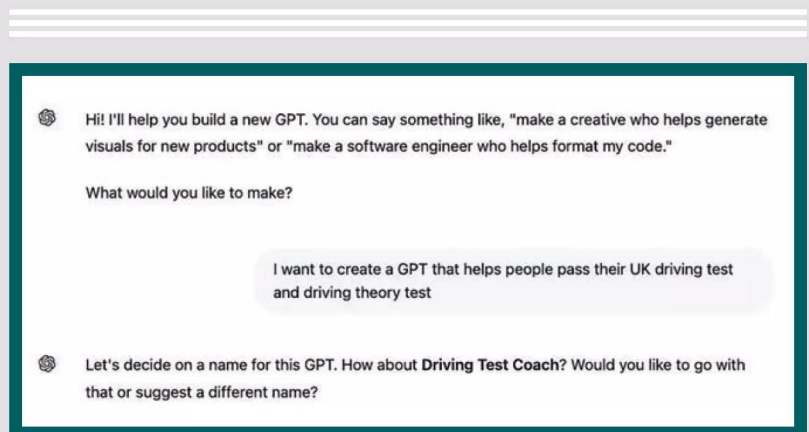 Hi! I'll help you build a new GPT. You can say something like, "make a creative who helps generate
visuals for new products" or "make a software engineer who helps format my code."
What would you like to make?
I want to create a GPT that helps people pass their UK driving test
and driving theory test
Let's decide on a name for this GPT. How about Driving Test Coach? Would you like to go with
that or suggest a different name?